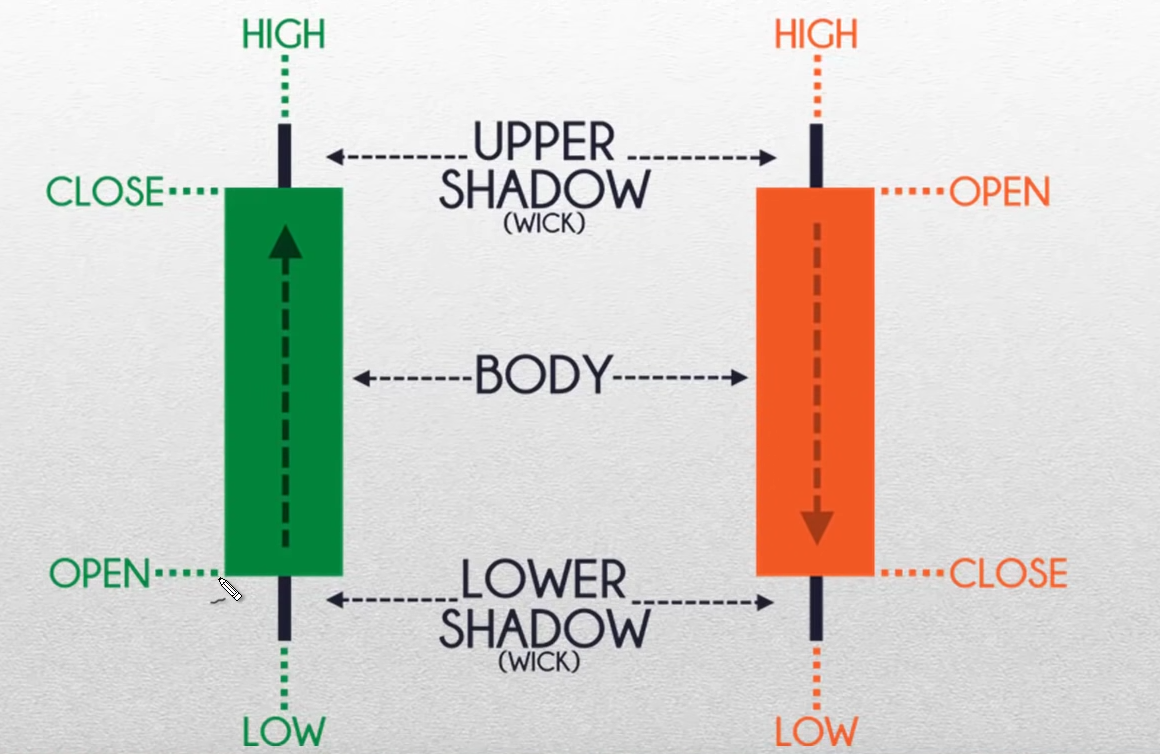 HIGH
HIGH
UPPER
SHADOW
(WICK)
CLOSE
OPEN
BODY
OPEN
CLOSE
LOWER
SHADOW
(WICK)
LOW
LOW